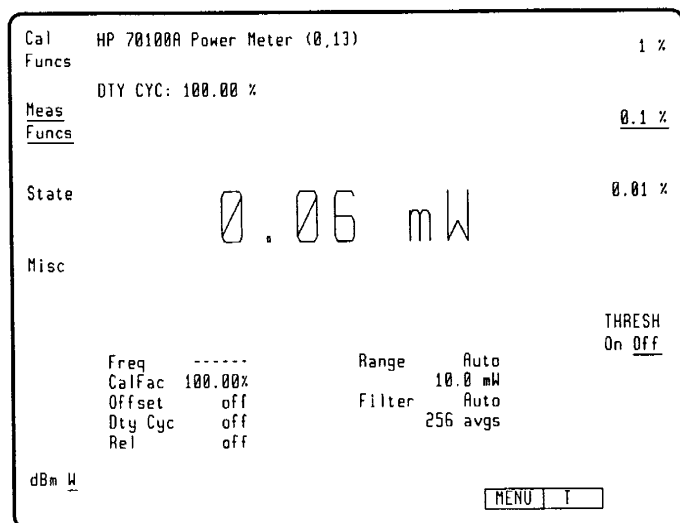 Cal
Funcs
HP 70100A Power Meter (0,13)
1 %
DTY CYC: 100.00 %
Meas
Funcs
0.1 %
State
0.06 mW
0.01 %
Misc
THRESH
On Off
Freq ------
CalFac 100.00%
Offset off
Dty Cyc off
Rel off
Range Auto
10.0 mW
Filter Auto
256 avgs
dBm W
MENU T